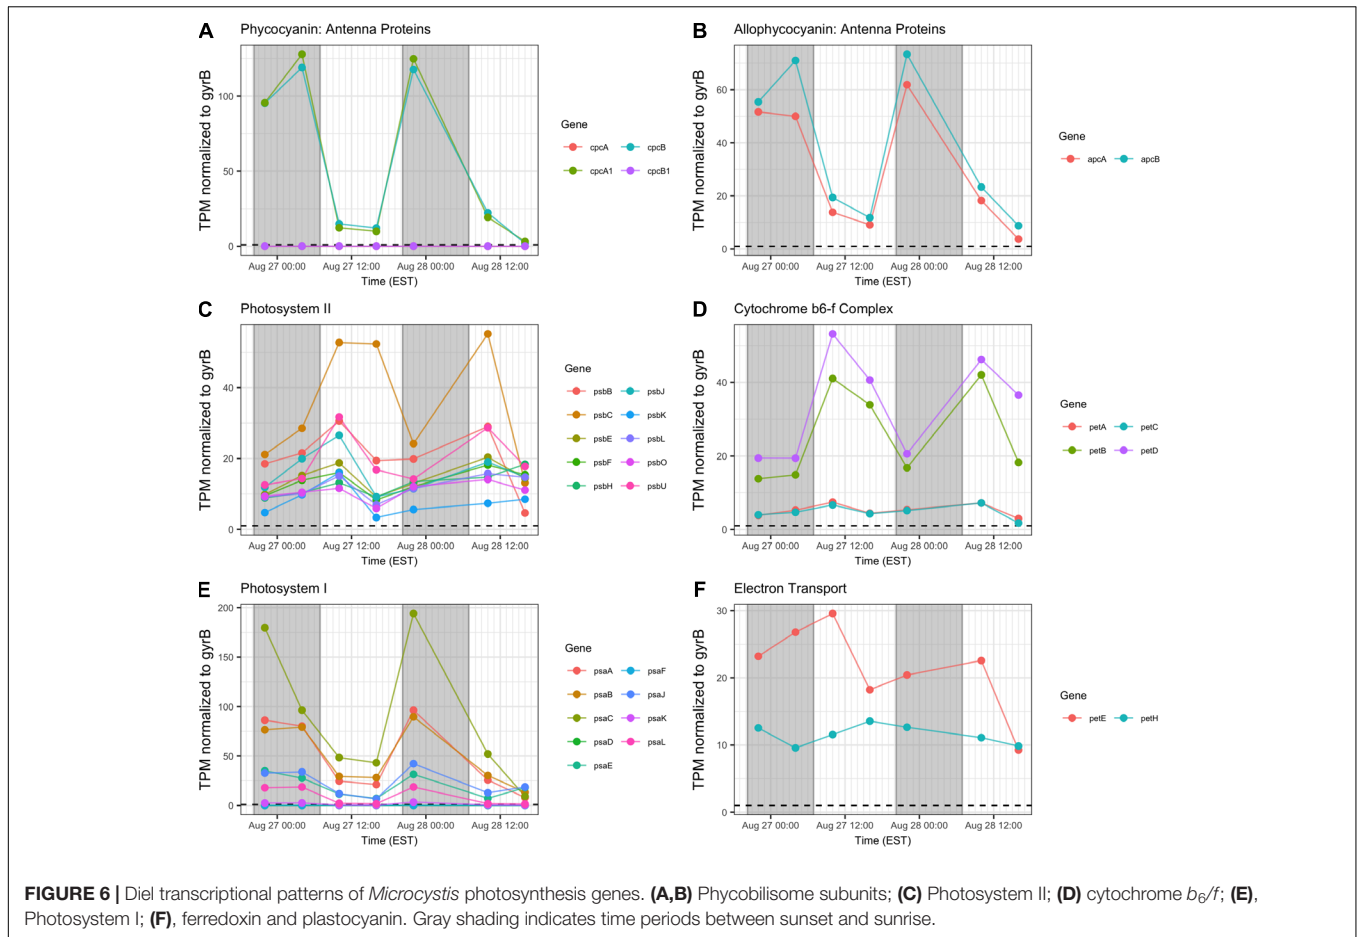 A Phycocyanin: Antenna Proteins
TPM normalized to gyrB
100
50
0
Aug 27 00:00 Aug 27 12:00 Aug 28 00:00 Aug 28 12:00
Time (EST)
Gene
cpcA cpcB
cpcA1 cpcB1
B Allophycocyanin: Antenna Proteins
TPM normalized to gyrB
60
40
20
0
Aug 27 00:00 Aug 27 12:00 Aug 28 00:00 Aug 28 12:00
Time (EST)
Gene
apcA apcB
C Photosystem II
TPM normalized to gyrB
40
20
0
Aug 27 00:00 Aug 27 12:00 Aug 28 00:00 Aug 28 12:00
Time (EST)
Gene
psbB psbJ
psbC psbK
psbE psbL
psbF psbO
psbH psbU
D Cytochrome b6-f Complex
TPM normalized to gyrB
40
20
0
Aug 27 00:00 Aug 27 12:00 Aug 28 00:00 Aug 28 12:00
Time (EST)
Gene
petA petC
petB petD
E Photosystem I
TPM normalized to gyrB
200
150
100
50
0
Aug 27 00:00 Aug 27 12:00 Aug 28 00:00 Aug 28 12:00
Time (EST)
Gene
psaA psaF
psaB psaJ
psaC psaK
psaD psaL
psaE
F Electron Transport
TPM normalized to gyrB
30
20
10
0
Aug 27 00:00 Aug 27 12:00 Aug 28 00:00 Aug 28 12:00
Time (EST)
Gene
petE petH
FIGURE 6 | Diel transcriptional patterns of Microcystis photosynthesis genes. (A,B) Phycobilisome subunits; (C) Photosystem II; (D) cytochrome b6/f; (E),
Photosystem I; (F), ferredoxin and plastocyanin. Gray shading indicates time periods between sunset and sunrise.